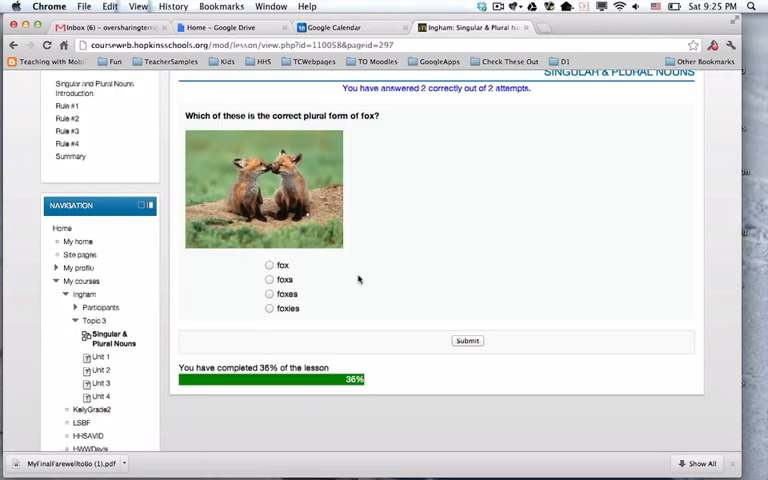 Chrome File Edit View History Bookmarks Window Help
Sat 9:25 PM
Inbox (6) - oversharingterri
Home - Google Drive
Google Calendar
Ingham: Singular & Plural N
courseweb.hopkinsschools.org/mod/lesson/view.php?id=110058&pageid=297
Teaching with Mobi
Fun
TeacherSamples
Kids
HHS
TCWebpages
TO Moodles
GoogleApps
Check These Out
D1
Other Bookmarks
SINGULAR & PLURAL NOUNS
You have answered 2 correctly out of 2 attempts.
Singular and Plural Nouns
Introduction
Rule #1
Rule #2
Rule #3
Rule #4
Summary
Which of these is the correct plural form of fox?
fox
foxs
foxes
foxies
Submit
You have completed 36% of the lesson
36%
NAVIGATION
Home
My home
Site pages
My profile
My courses
Ingham
Participants
Topic 3
Singular &
Plural Nouns
Unit 1
Unit 2
Unit 3
Unit 4
KellyGrade2
LSBF
HHSAVID
HWWDavis
MyFinalFarewelltoBo (1).pdf
Show All